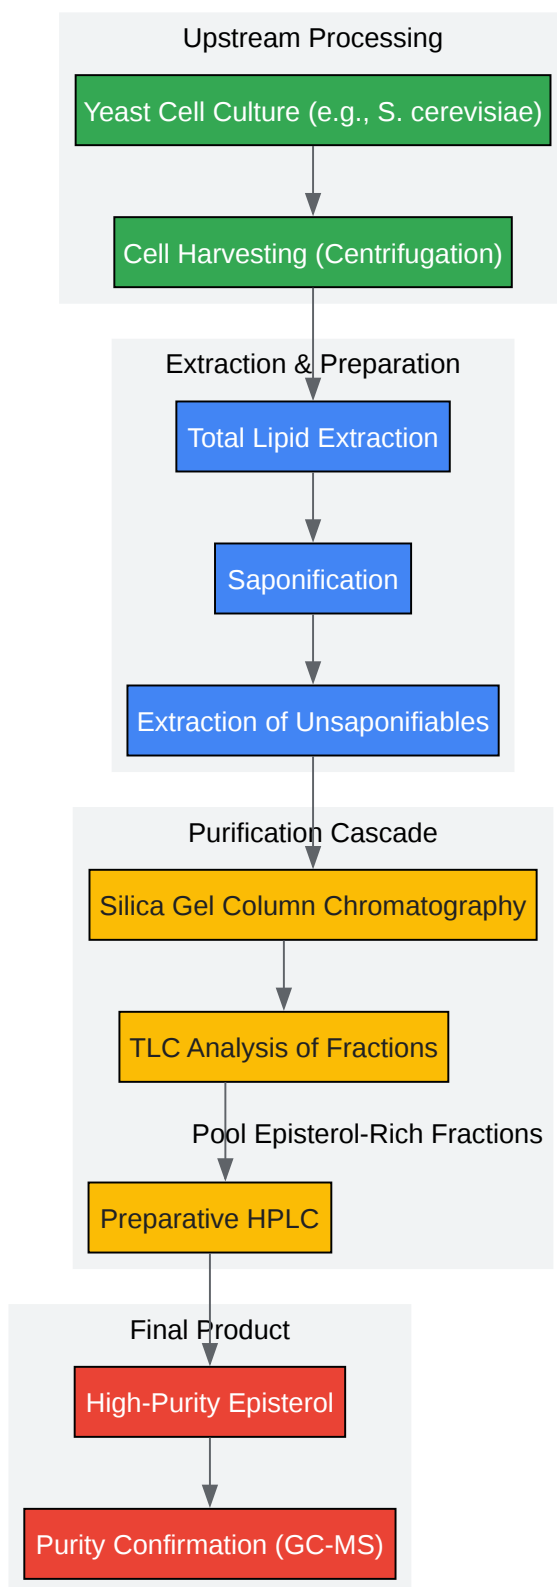 Upstream Processing
Yeast Cell Culture (e.g., S. cerevisiae)
Cell Harvesting (Centrifugation)
Extraction & Preparation
Total Lipid Extraction
Saponification
Extraction of Unsaponifiables
Purification Cascade
Silica Gel Column Chromatography
TLC Analysis of Fractions
Pool Episterol-Rich Fractions
Preparative HPLC
Final Product
High-Purity Episterol
Purity Confirmation (GC-MS)